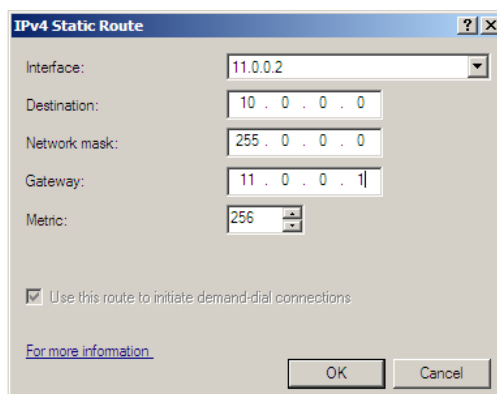 IPv4 Static Route
Interface: 11.0.0.2
Destination: 10 . 0 . 0 . 0
Network mask: 255 . 0 . 0 . 0
Gateway: 11 . 0 . 0 . 1
Metric: 256
Use this route to initiate demand-dial connections
For more information
OK Cancel